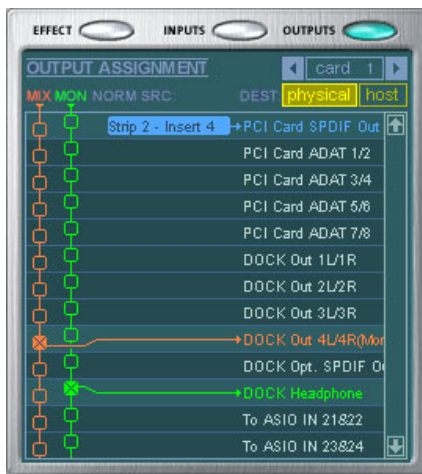 EFFECT INPUTS OUTPUTS
OUTPUT ASSIGNMENT card 1
MIX MON NORM SRC: DEST: physical host
Strip 2 - Insert 4 PCI Card SPDIF Out
PCI Card ADAT 1/2
PCI Card ADAT 3/4
PCI Card ADAT 5/6
PCI Card ADAT 7/8
DOCK Out 1L/1R
DOCK Out 2L/2R
DOCK Out 3L/3R
DOCK Out 4L/4R(Mor
DOCK Opt. SPDIF O
DOCK Headphone
To ASIO IN 21&22
To ASIO IN 23&24